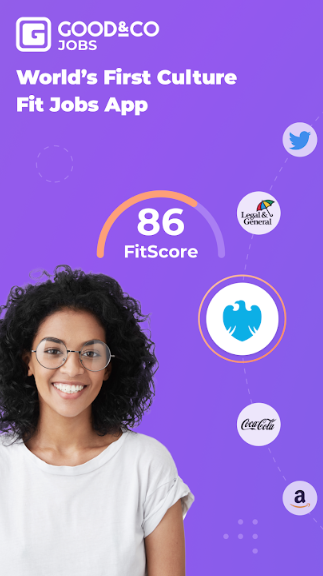 GOOD&CO
JOBS
World's First Culture
Fit Jobs App
86
FitScore
Legal &
General
Coca-Cola
a